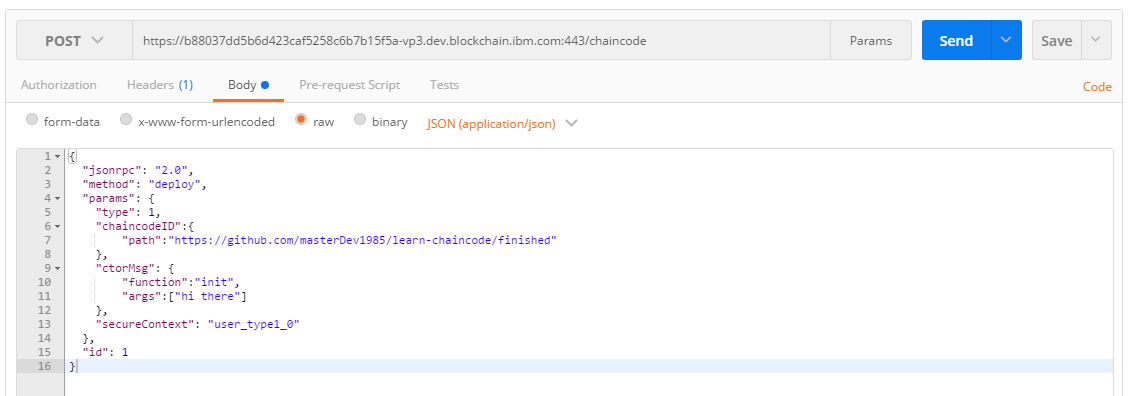 POST https://b88037dd5b6d423caf5258c6b7b15f5a-vp3.dev.blockchain.ibm.com:443/chaincode Params Send Save
Authorization Headers (1) Body Pre-request Script Tests Code
form-data x-www-form-urlencoded raw binary JSON (application/json)
1 {
2 "jsonrpc": "2.0",
3 "method": "deploy",
4 "params": {
5 "type": 1,
6 "chaincodeID":{
7 "path":"https://github.com/masterDev1985/learn-chaincode/finished"
8 },
9 "ctorMsg": {
10 "function":"init",
11 "args":["hi there"]
12 },
13 "secureContext": "user_type1_0"
14 },
15 "id": 1
16 }